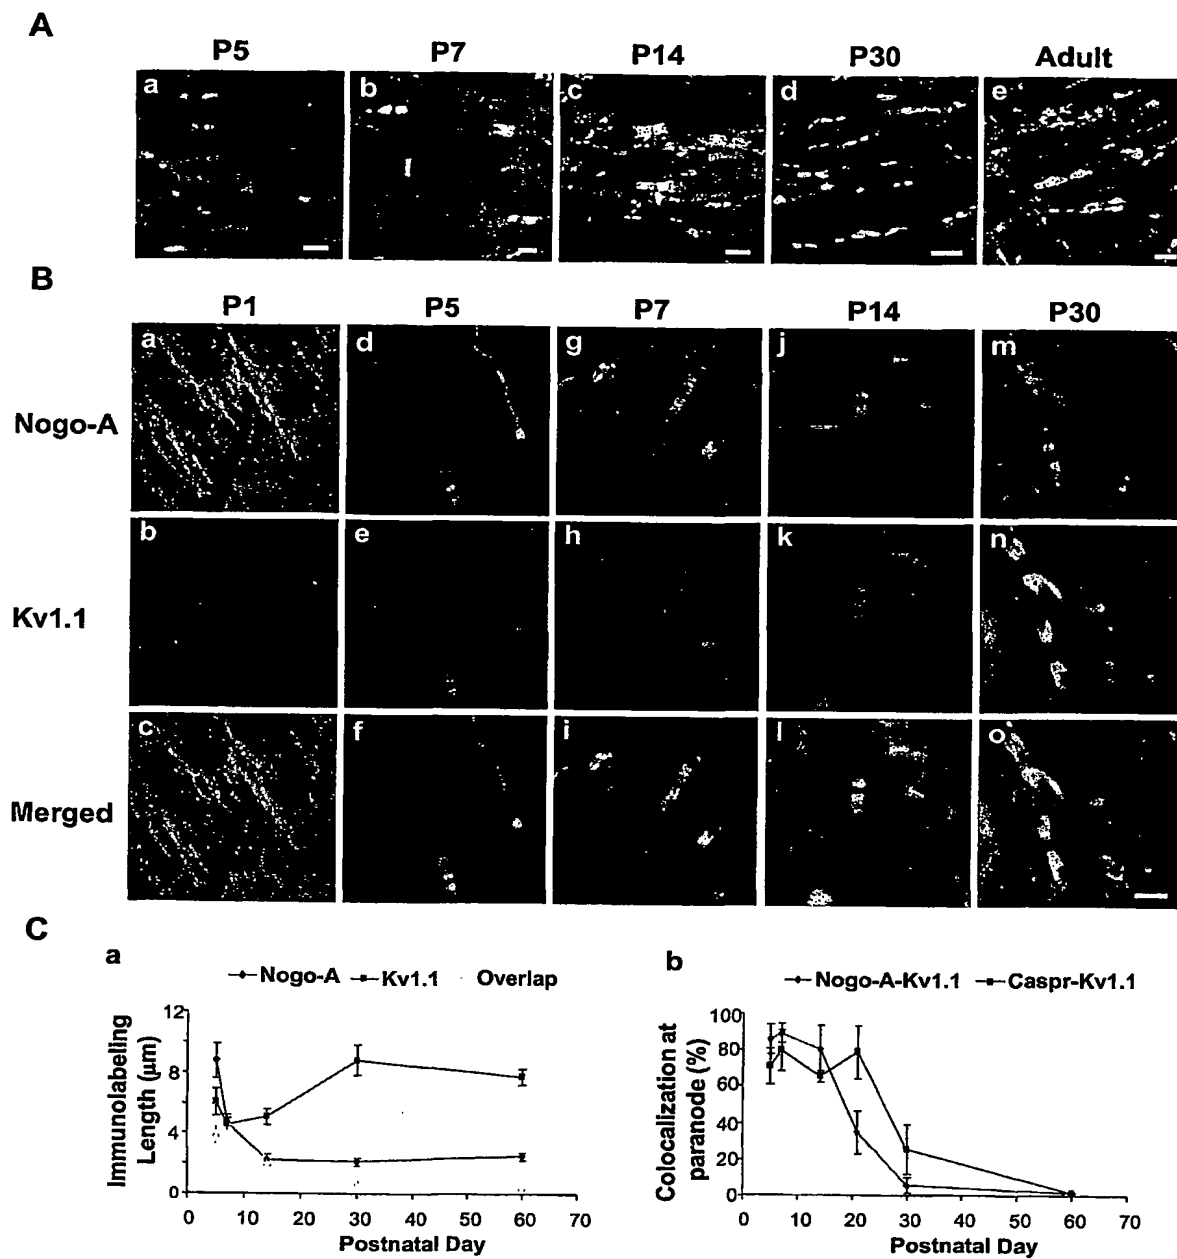 A
P5 P7 P14 P30 Adult
a b c d e
B
P1 P5 P7 P14 P30
a d g j m
Nogo-A
b e h k n
Kv1.1
c f i l o
Merged
C
a
Nogo-A Kv1.1 Overlap
Immunolabeling
Length (µm)
12
8
4
0
0 10 20 30 40 50 60 70
Postnatal Day
b
Nogo-A-Kv1.1 Caspr-Kv1.1
Colocalization at
paranode (%)
100
80
60
40
20
0
0 10 20 30 40 50 60 70
Postnatal Day